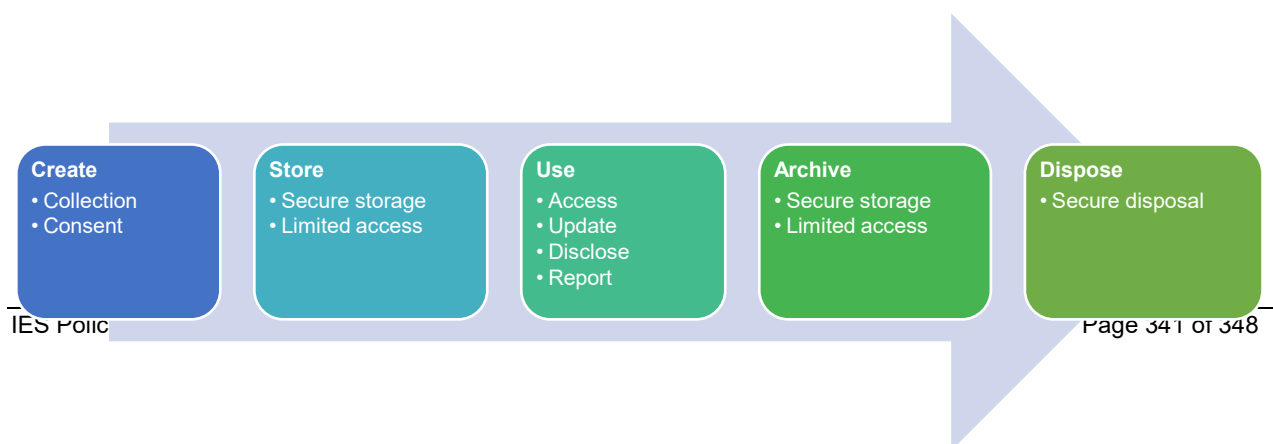 Create
• Collection
• Consent
Store
• Secure storage
• Limited access
Use
• Access
• Update
• Disclose
• Report
Archive
• Secure storage
• Limited access
Dispose
• Secure disposal
IES Polic
Page 341 of 348